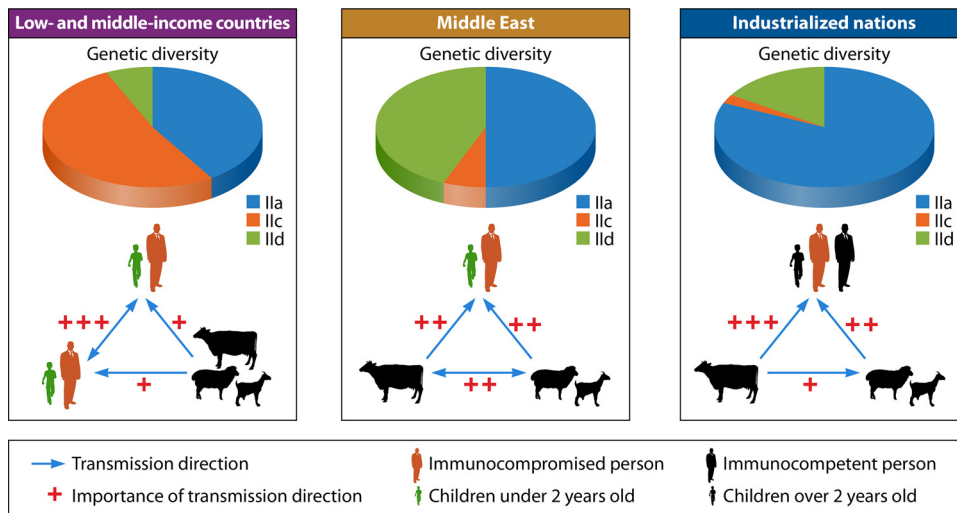 Low- and middle-income countries
Genetic diversity
IIa
IIc
IId
+++
+
+
Middle East
Genetic diversity
IIa
IIc
IId
++
++
++
Industrialized nations
Genetic diversity
IIa
IIc
IId
+++
++
+
Transmission direction
+ Importance of transmission direction
Immunocompromised person
Children under 2 years old
Immunocompetent person
Children over 2 years old